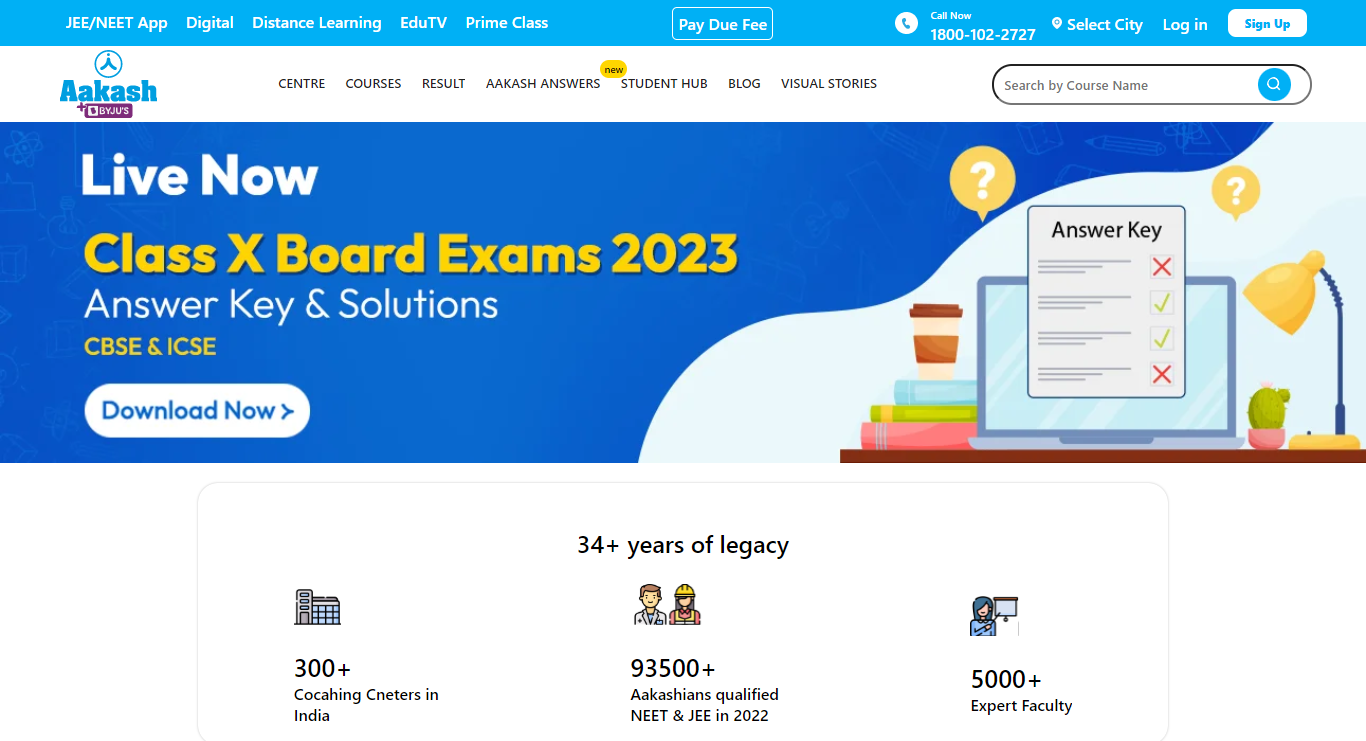 JEE/NEET App Digital Distance Learning EduTV Prime Class Pay Due Fee Call Now
1800-102-2727 Select City Log in Sign Up
Aakash
+BYJU'S
CENTRE COURSES RESULT AAKASH ANSWERS new STUDENT HUB BLOG VISUAL STORIES Search by Course Name
Live Now
Class X Board Exams 2023
Answer Key & Solutions
CBSE & ICSE
Download Now >
? ?
Answer Key
34+ years of legacy
300+
Cocahing Cneters in
India
93500+
Aakashians qualified
NEET & JEE in 2022
5000+
Expert Faculty